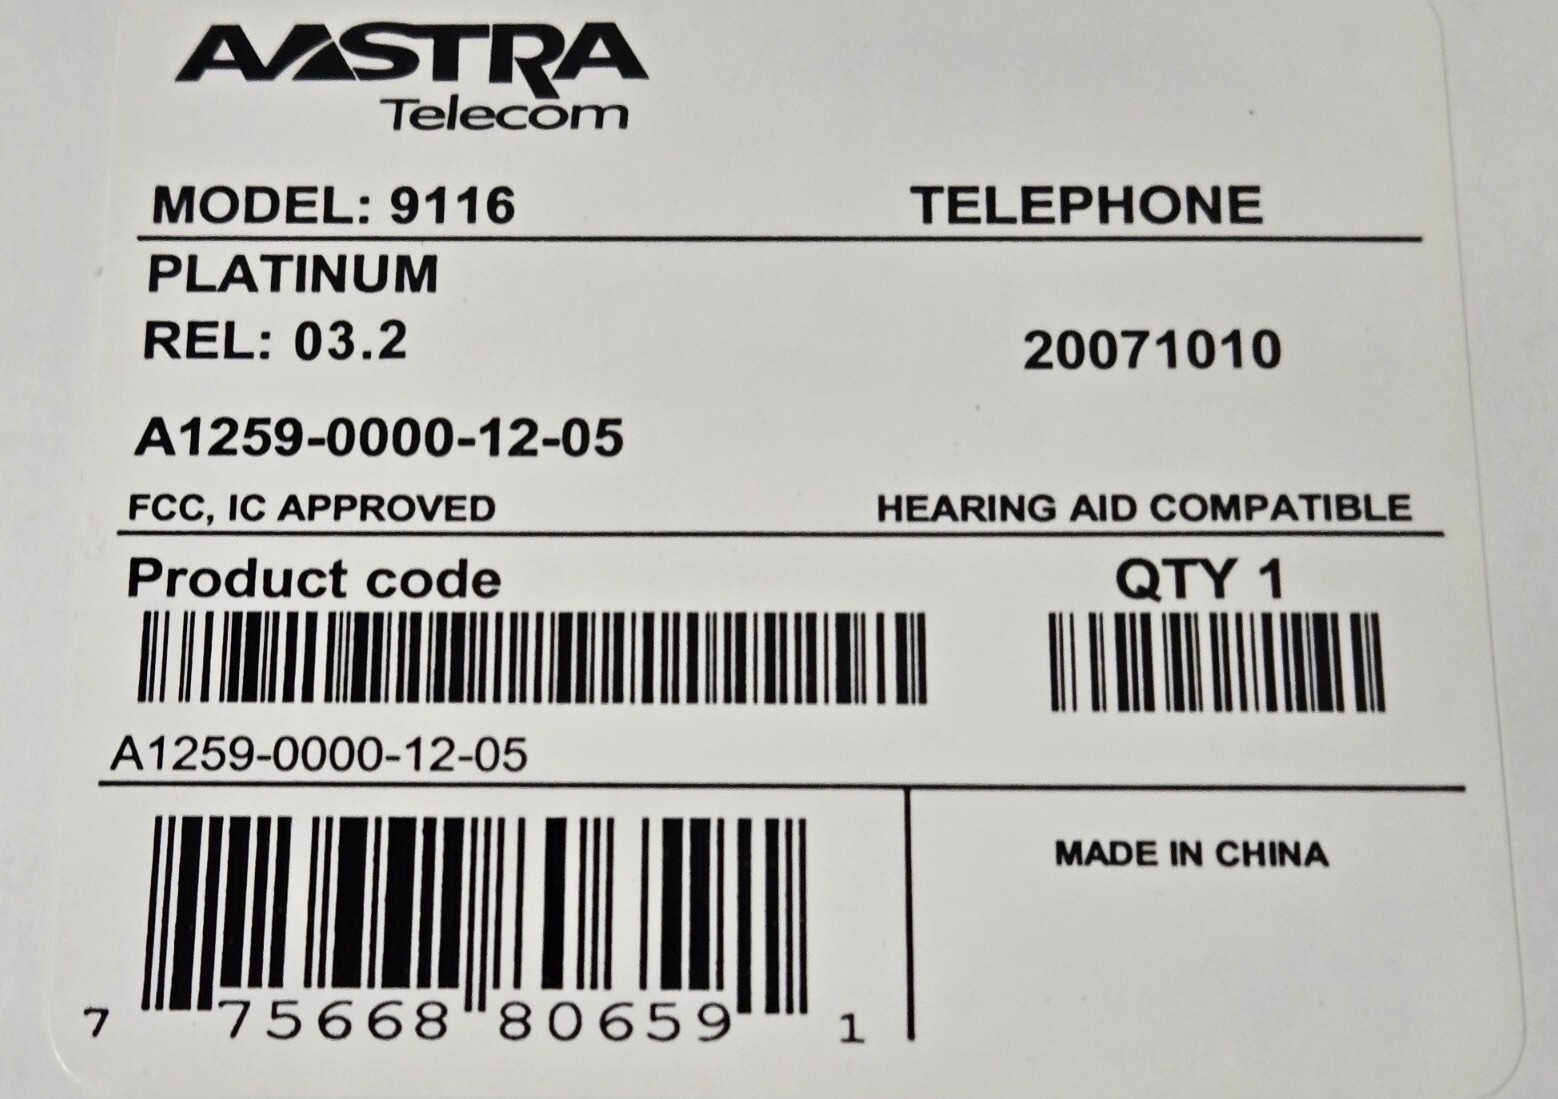 AASTRA
Telecom
MODEL: 9116 TELEPHONE
PLATINUM
REL: 03.2 20071010
A1259-0000-12-05
FCC, IC APPROVED HEARING AID COMPATIBLE
Product code QTY 1
A1259-0000-12-05
MADE IN CHINA
7 75668 80659 1